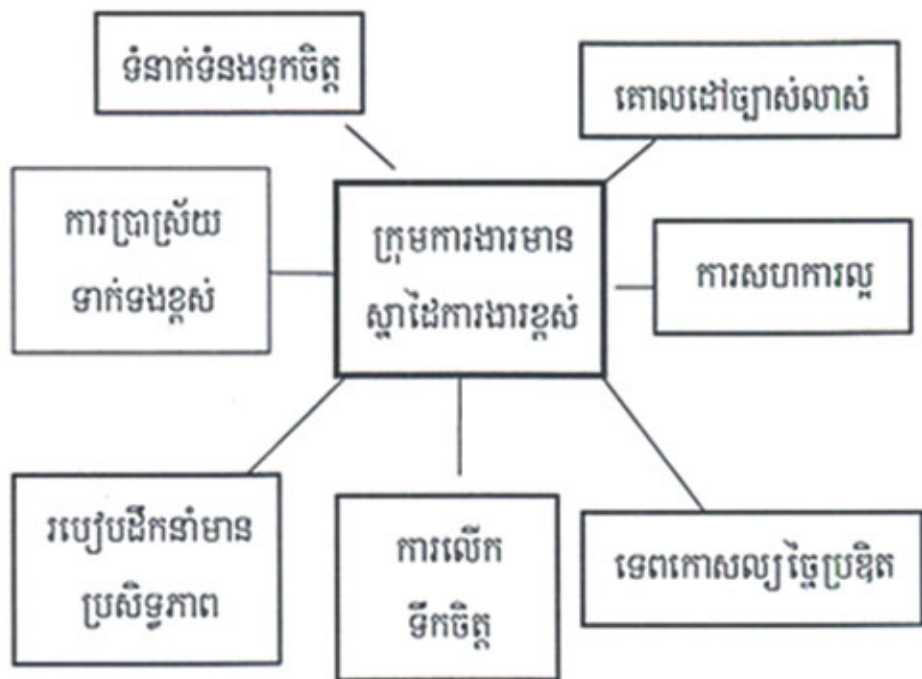 ទំនាក់ទំនងទុកចិត្ត
គោលដៅច្បាស់លាស់
ការប្រាស្រ័យ
ទាក់ទងខ្ពស់
ក្រុមការងារមាន
ស្នាដៃការងារខ្ពស់
ការសហការល្អ
របៀបដឹកនាំមាន
ប្រសិទ្ធភាព
ការលើក
ទឹកចិត្ត
ទេពកោសល្យច្នៃប្រឌិត